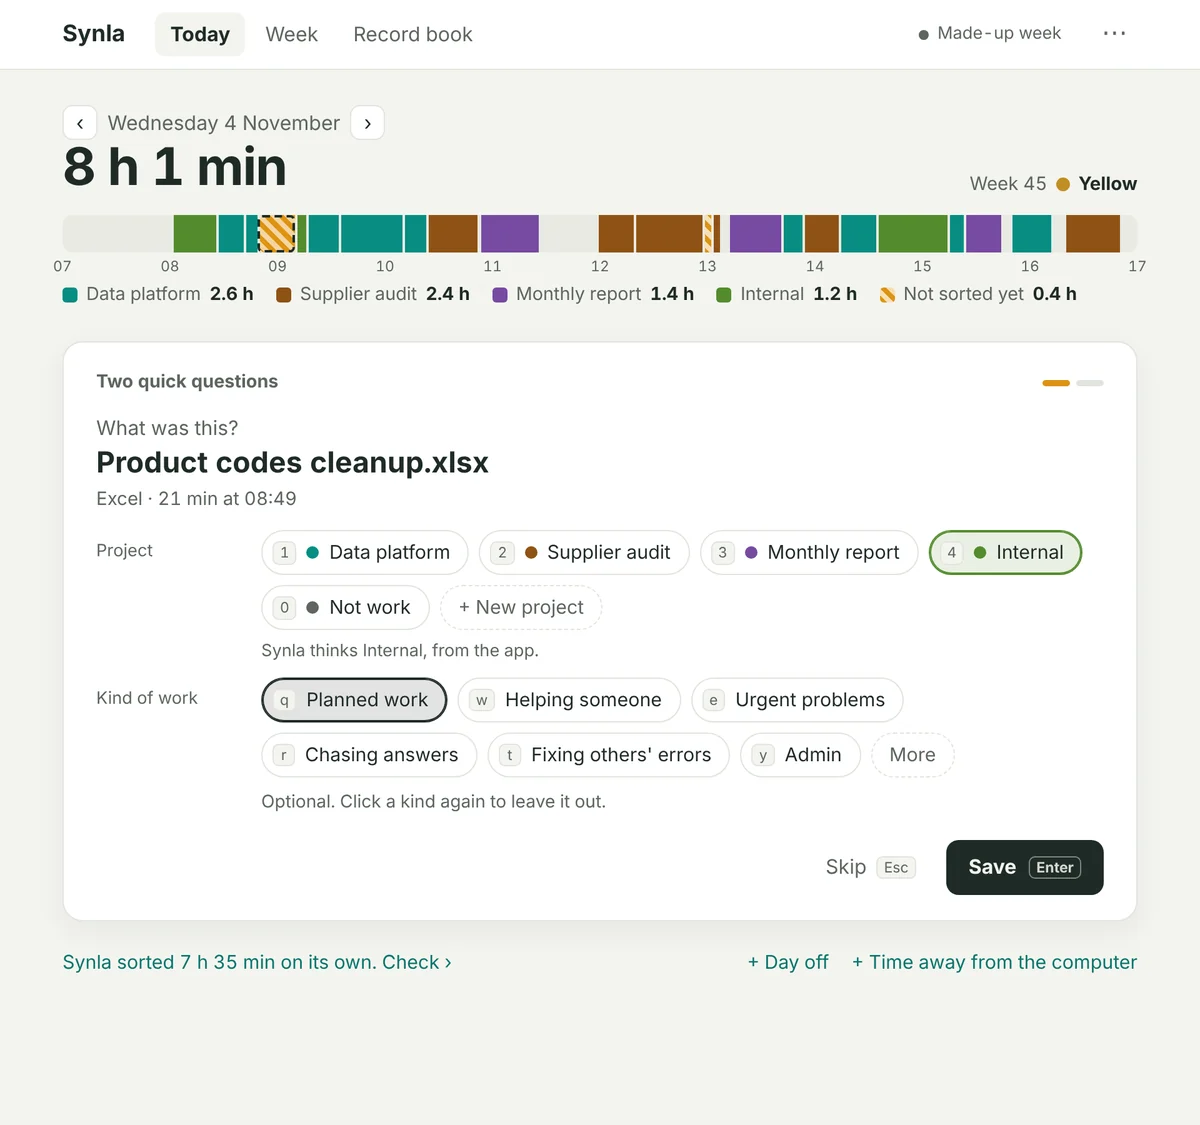 Synla Today Week Record book Made-up week ···
‹ Wednesday 4 November ›
8 h 1 min
Week 45 Yellow
07 08 09 10 11 12 13 14 15 16 17
Data platform 2.6 h Supplier audit 2.4 h Monthly report 1.4 h Internal 1.2 h Not sorted yet 0.4 h
Two quick questions
What was this?
Product codes cleanup.xlsx
Excel · 21 min at 08:49
Project 1 Data platform 2 Supplier audit 3 Monthly report 4 Internal
0 Not work + New project
Synla thinks Internal, from the app.
Kind of work q Planned work w Helping someone e Urgent problems
r Chasing answers t Fixing others' errors y Admin More
Optional. Click a kind again to leave it out.
Skip Esc Save Enter
Synla sorted 7 h 35 min on its own. Check › + Day off + Time away from the computer